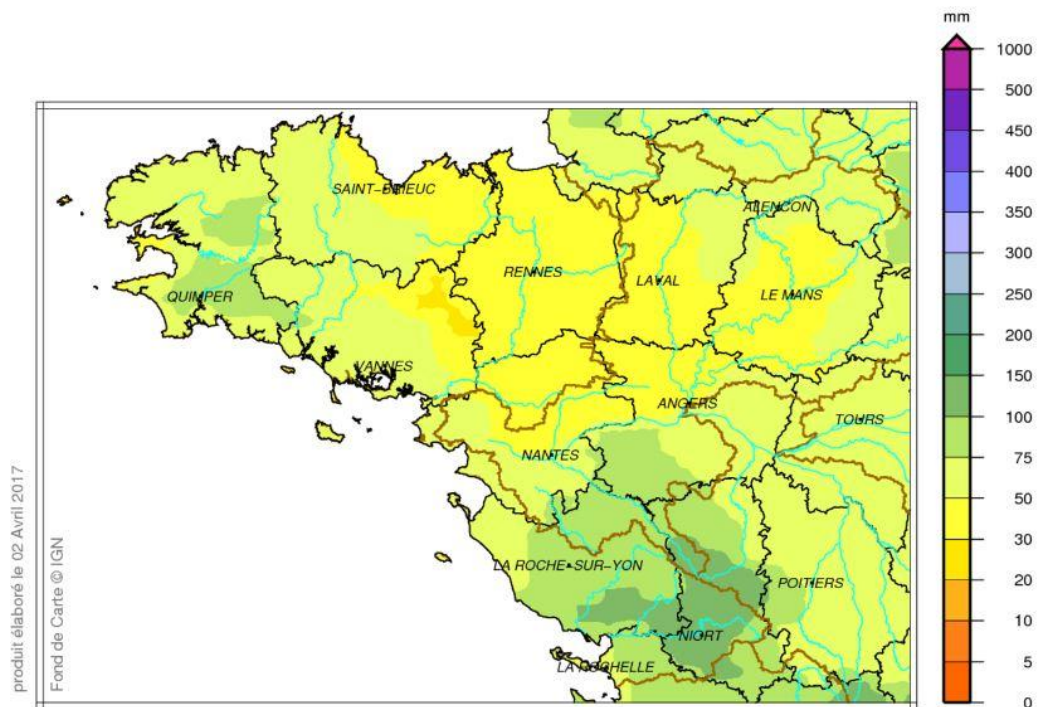 mm
1000
500
450
400
350
300
250
200
150
100
75
50
30
20
10
5
0
SAINT-BRIEUC
ALENCON
RENNES
LAVAL
LE MANS
QUIMPER
VANNES
ANGERS
TOURS
NANTES
LA ROCHE-SUR-YON
POITIERS
NIORT
LA ROCHELLE
produit élaboré le 02 Avril 2017
Fond de Carte © IGN